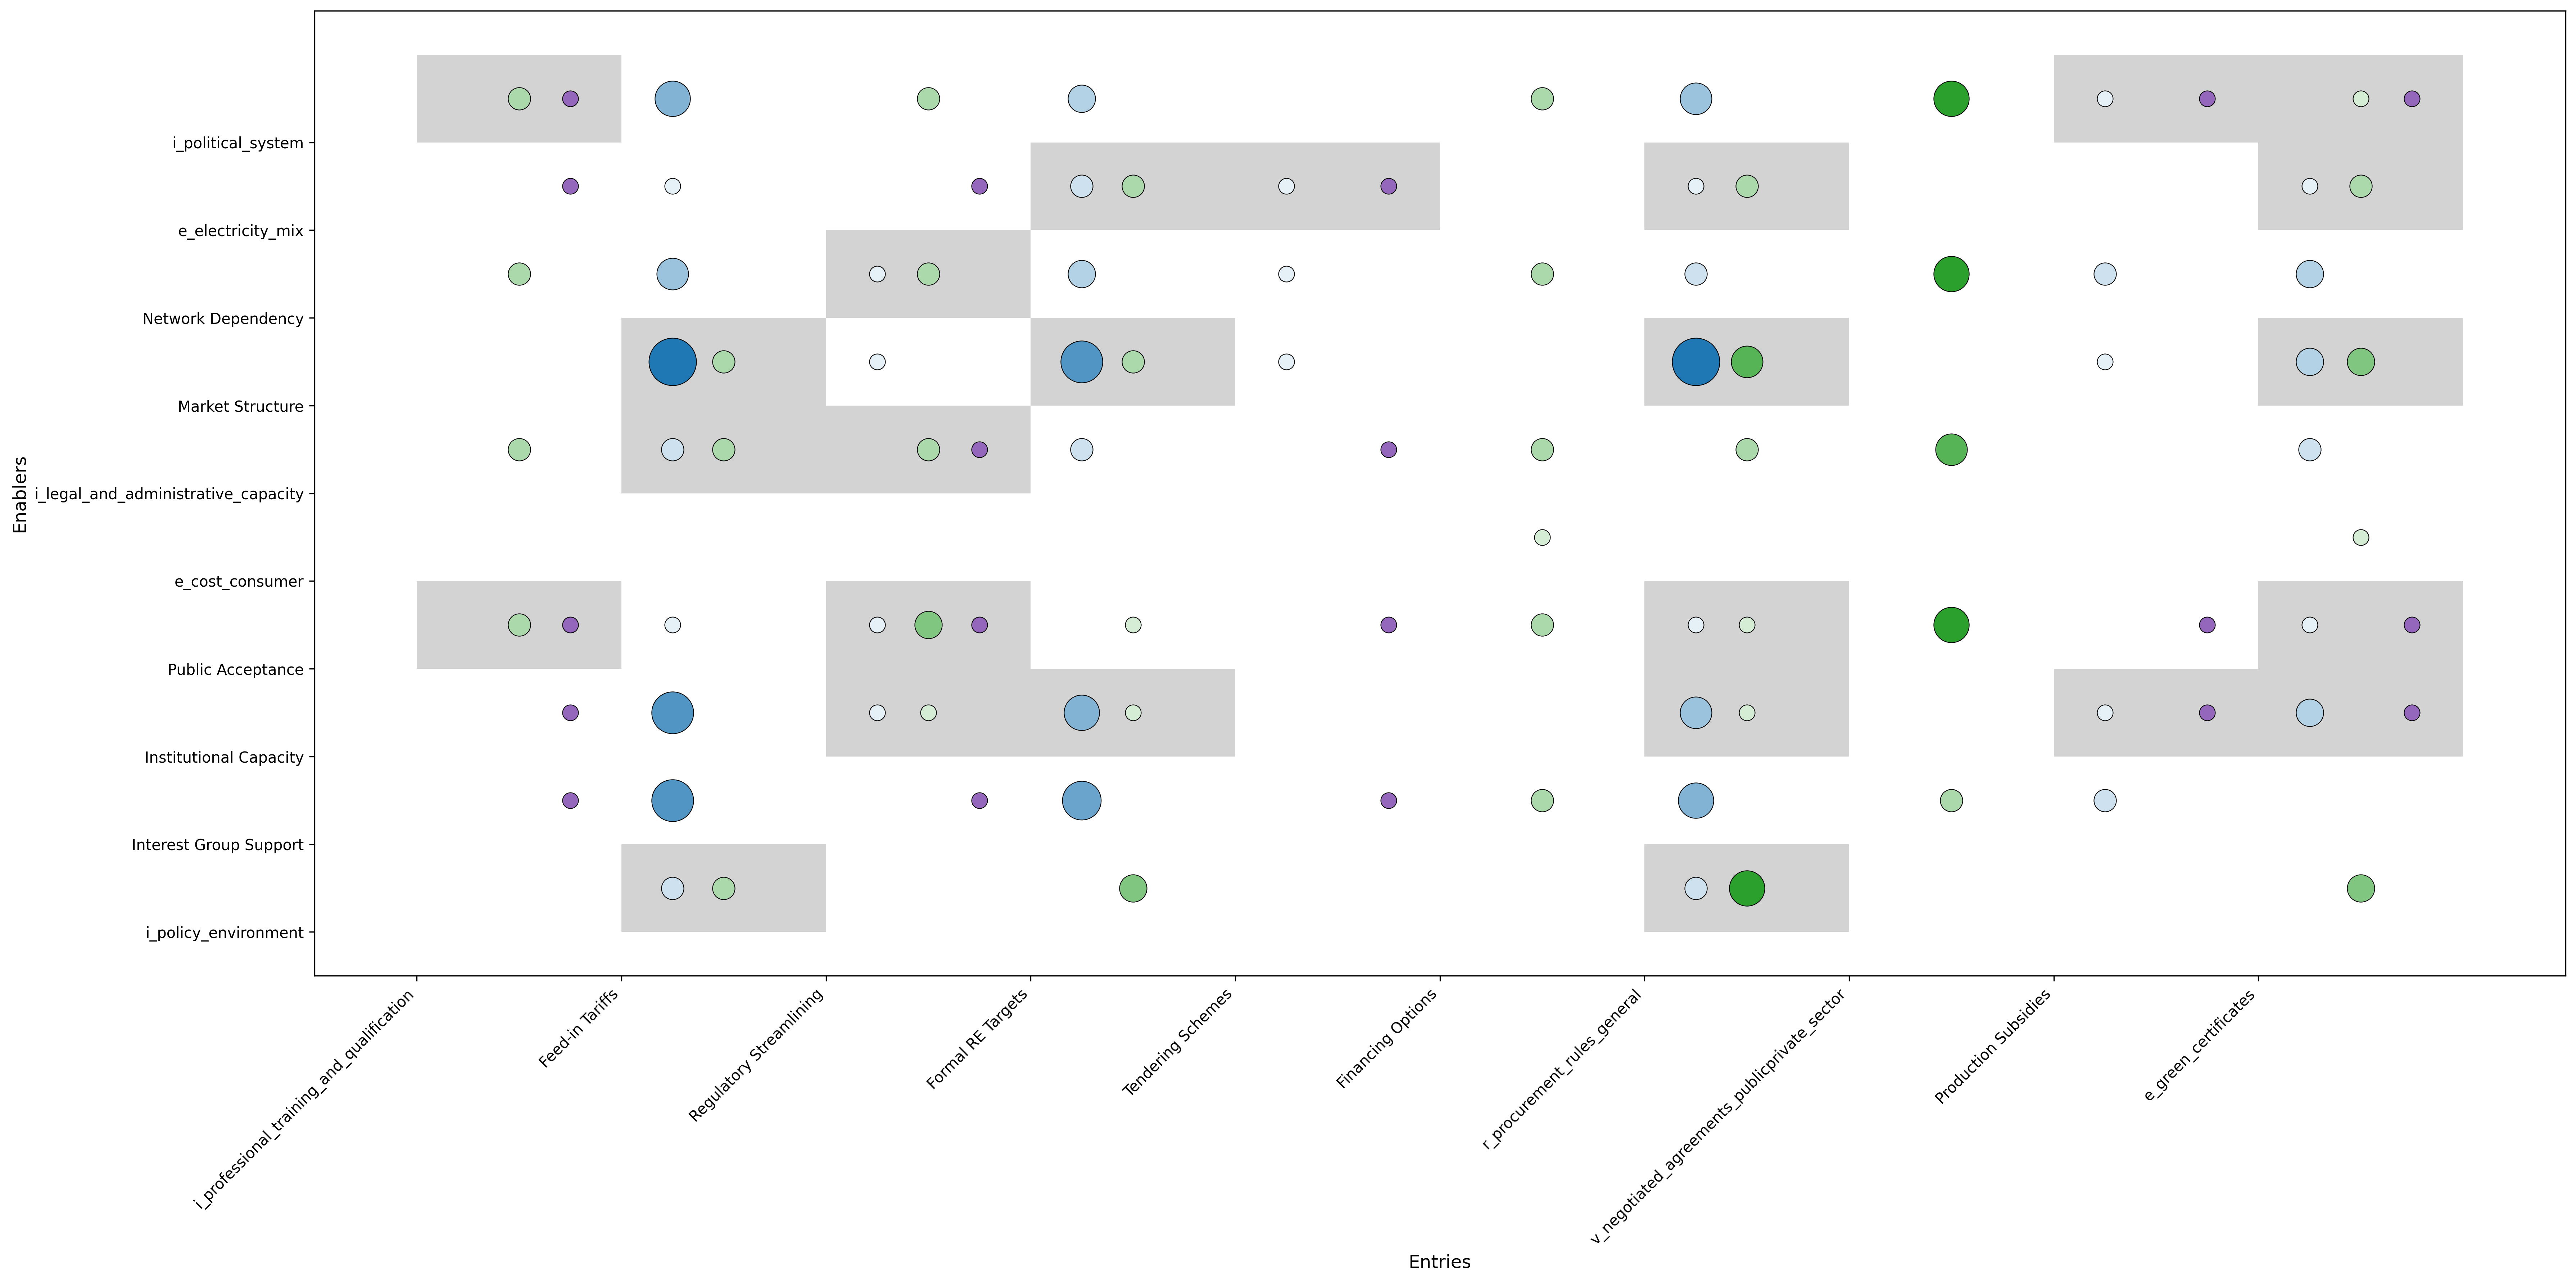 Enablers
i_political_system
e_electricity_mix
Network Dependency
Market Structure
i_legal_and_administrative_capacity
e_cost_consumer
Public Acceptance
Institutional Capacity
Interest Group Support
i_policy_environment
i_professional_training_and_qualification
Feed-in Tariffs
Regulatory Streamlining
Formal RE Targets
Tendering Schemes
Financing Options
r_procurement_rules_general
v_negotiated_agreements_publicprivate_sector
Production Subsidies
e_green_certificates
Entries